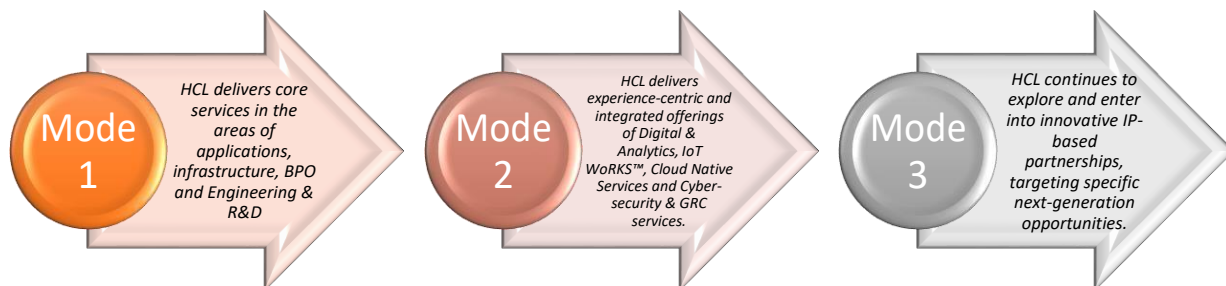 Mode
1
HCL delivers core
services in the
areas of
applications,
infrastructure, BPO
and Engineering &
R&D
Mode
2
HCL delivers
experience-centric and
integrated offerings
of Digital &
Analytics, IoT
WoRKS™, Cloud Native
Services and Cyber-
security & GRC
services.
Mode
3
HCL continues to
explore and enter
into innovative IP-
based
partnerships,
targeting specific
next-generation
opportunities.